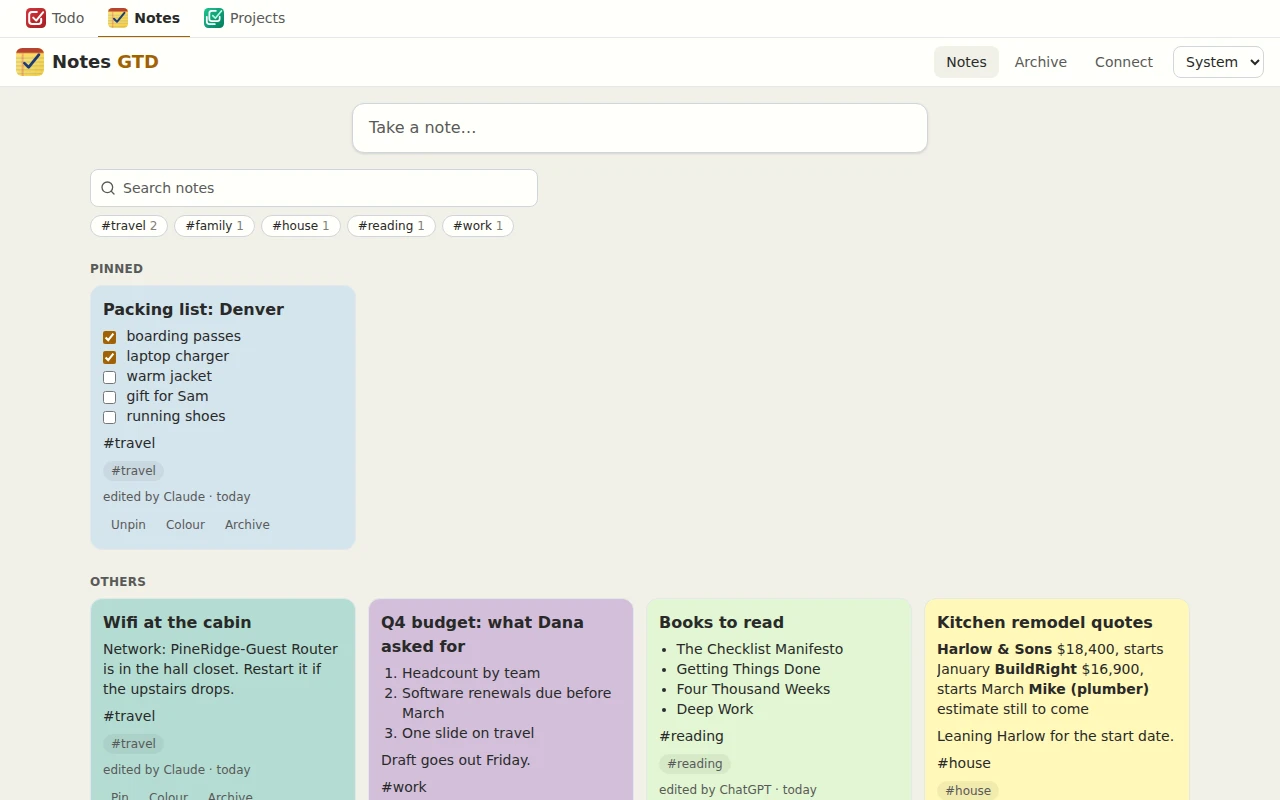 Todo Notes Projects
Notes GTD Notes Archive Connect System
Take a note…
Search notes
#travel 2 #family 1 #house 1 #reading 1 #work 1
PINNED
Packing list: Denver
boarding passes
laptop charger
warm jacket
gift for Sam
running shoes
#travel
#travel
edited by Claude · today
Unpin Colour Archive
OTHERS
Wifi at the cabin
Network: PineRidge-Guest Router
is in the hall closet. Restart it if
the upstairs drops.
#travel
#travel
edited by Claude · today
Pin Colour Archive
Q4 budget: what Dana
asked for
1. Headcount by team
2. Software renewals due before
March
3. One slide on travel
Draft goes out Friday.
#work
Books to read
• The Checklist Manifesto
• Getting Things Done
• Four Thousand Weeks
• Deep Work
#reading
#reading
edited by ChatGPT · today
Kitchen remodel quotes
Harlow & Sons $18,400, starts
January BuildRight $16,900,
starts March Mike (plumber)
estimate still to come
Leaning Harlow for the start date.
#house
#house